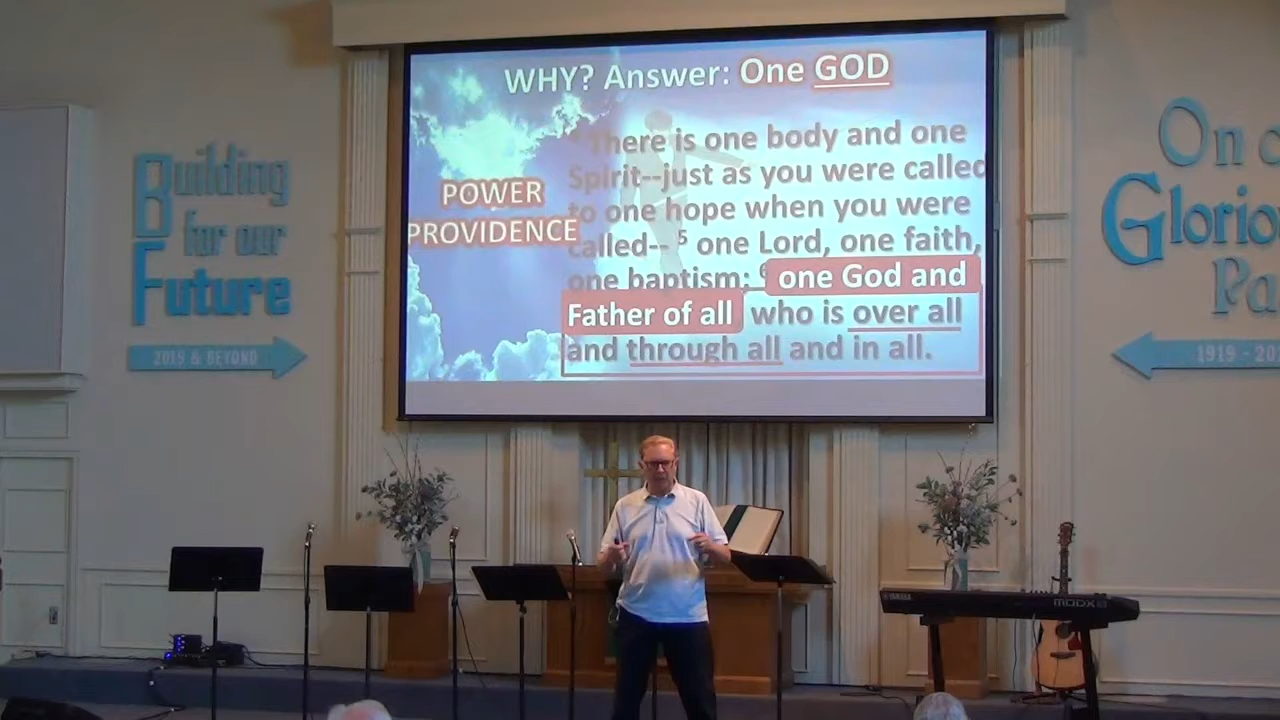 WHY? Answer: One GOD
POWER
PROVIDENCE
There is one body and one
Spirit--just as you were called
to one hope when you were
called-- 5 one Lord, one faith,
one baptism; 6 one God and
Father of all who is over all
and through all and in all.
Building
for our
Future
2019 & BEYOND
On
Glorio
Pa
1919 - 20
YAMAHA
MODX8